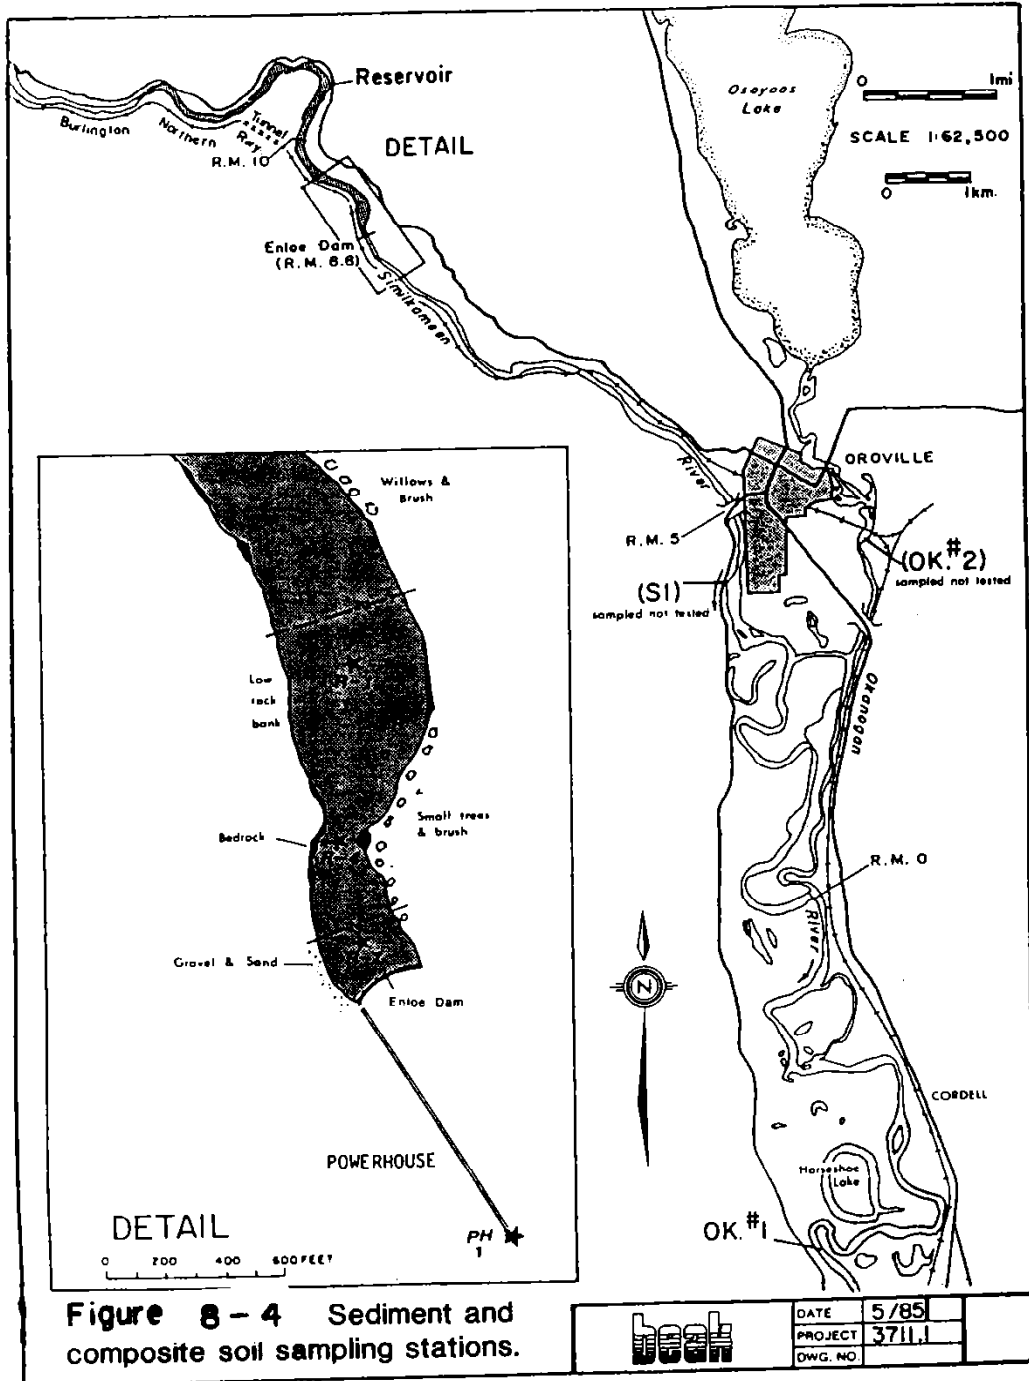 Reservoir
Osoyoos
Lake
0 1mi
SCALE 1:62,500
0 1km.
Burlington
Northern
Tunnel
Rwy.
R.M. 10
DETAIL
Enloe Dam
(R.M. 8.8)
Similkameen
River
OROVILLE
R.M. 5
(OK.#2)
sampled not tested
(S1)
sampled not tested
Okanogan
River
R.M. 0
N
CORDELL
Horseshoe
Lake
OK.#1
Willows &
Brush
Low
rock
bank
Bedrock
Small trees
& brush
Gravel & Sand
Enloe Dam
POWERHOUSE
PH
1
DETAIL
0 200 400 600 FEET
Figure 8-4 Sediment and
composite soil sampling stations.
beak
DATE 5/85
PROJECT 3711.1
DWG. NO.